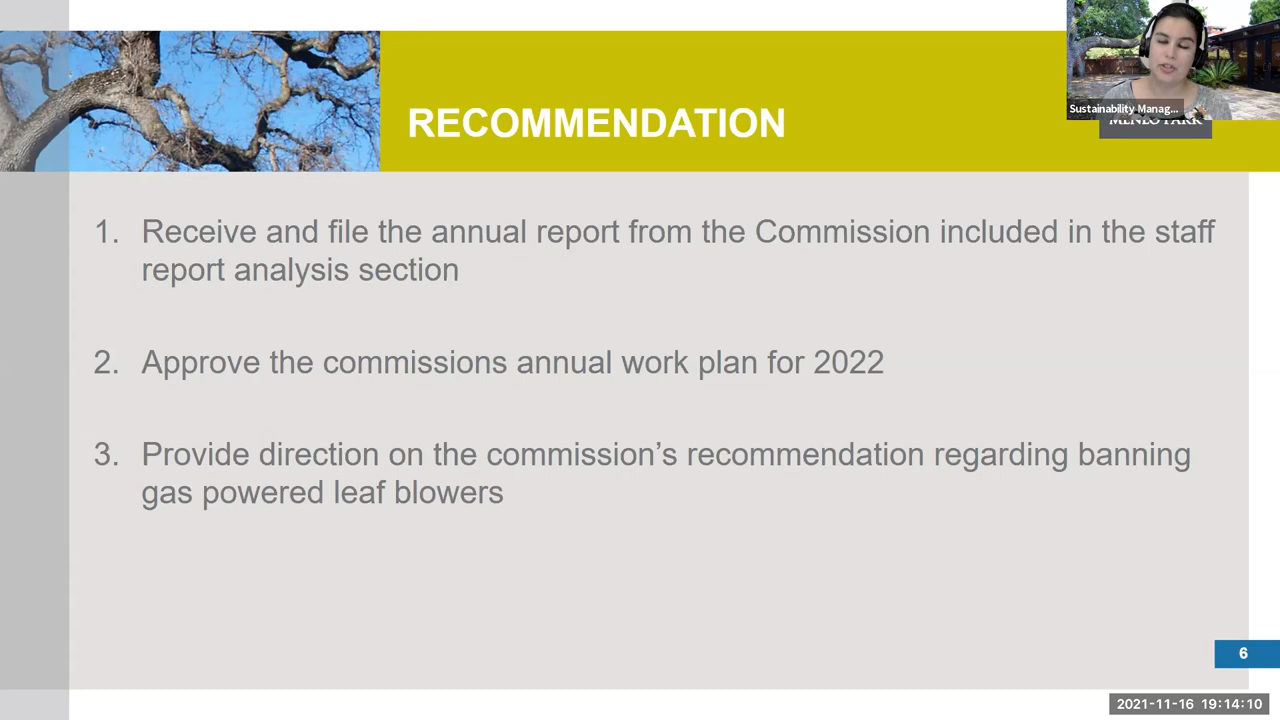 Sustainability Manag...
MENLO PARK
RECOMMENDATION
1. Receive and file the annual report from the Commission included in the staff
report analysis section
2. Approve the commissions annual work plan for 2022
3. Provide direction on the commission's recommendation regarding banning
gas powered leaf blowers
6
2021-11-16 19:14:10